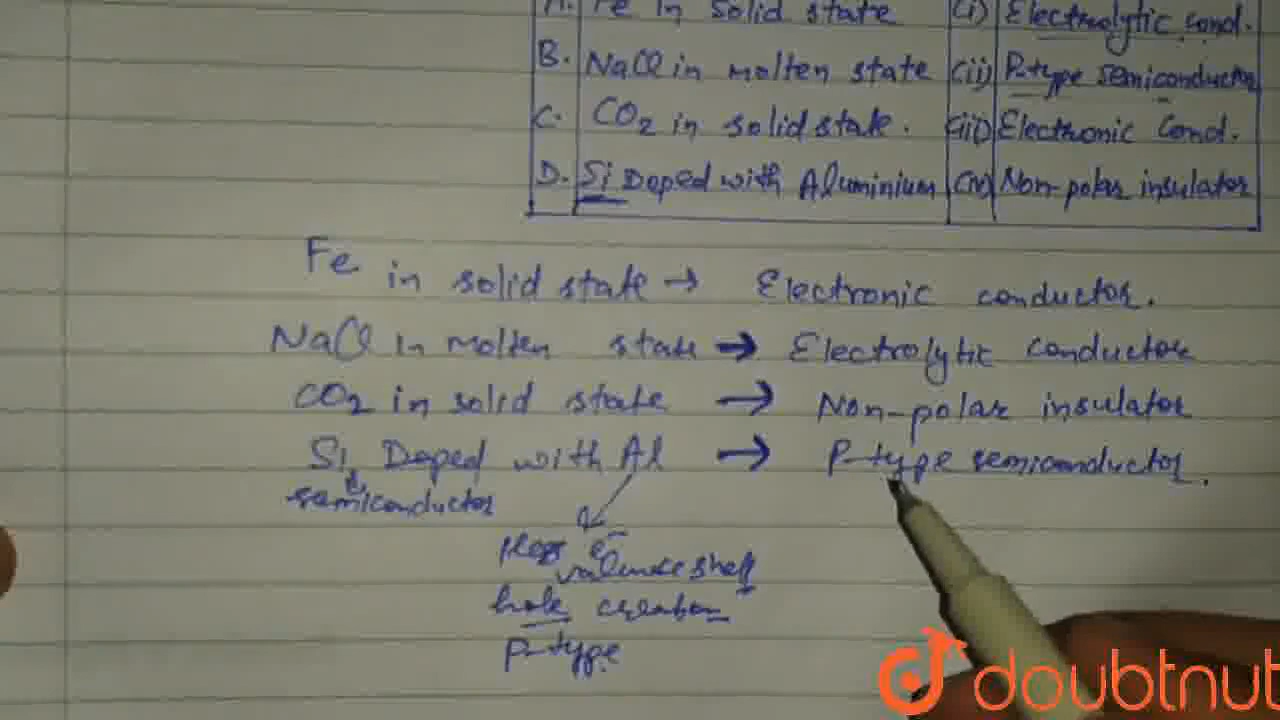 A. Fe in solid state (i) Electrolytic cond.
B. NaCl in molten state (ii) P-type semiconductor
C. CO2 in solid state. (iii) Electronic Cond.
D. Si Doped with Aluminium (iv) Non-polar insulator
Fe in solid state → Electronic conductor.
NaCl in molten state → Electrolytic conductor
CO2 in solid state → Non-polar insulator
Si Doped with Al → P-type semiconductor.
semiconductor
e-
valence shell
hole creation
P-type
doubtnut